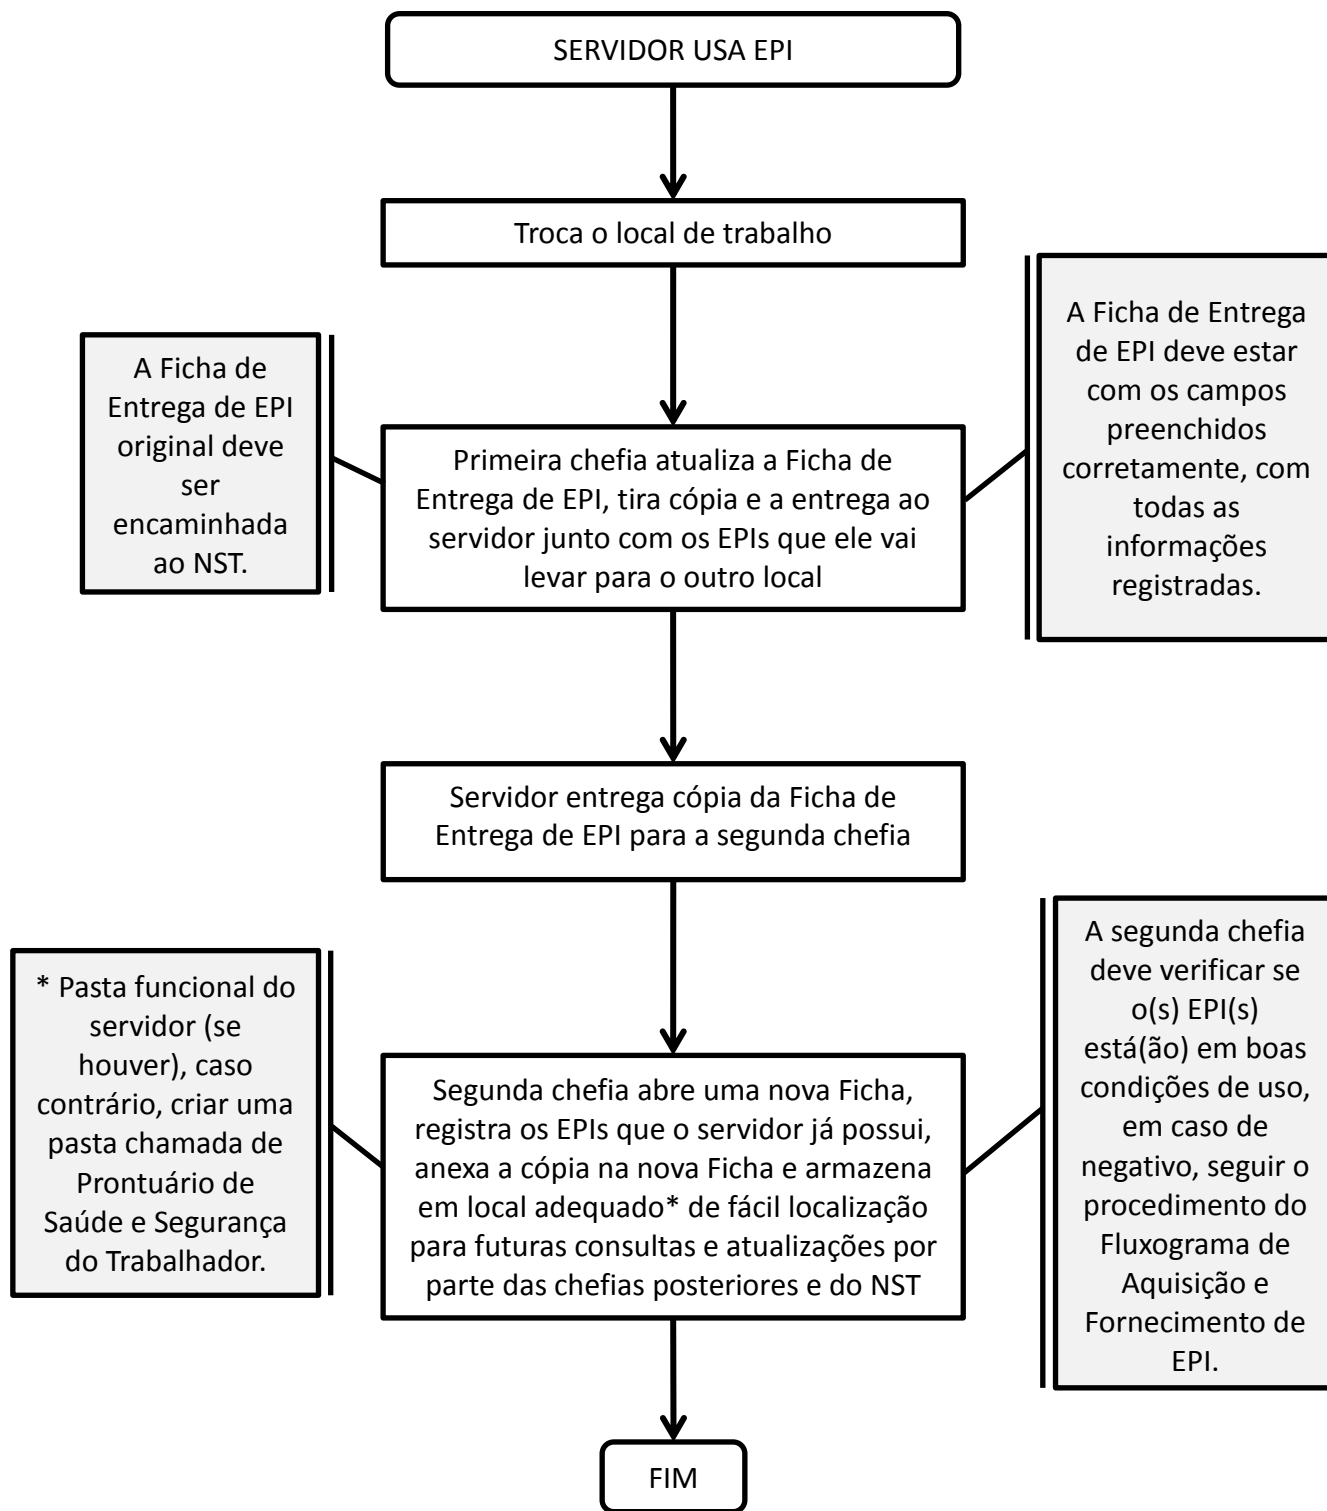 SERVIDOR USA EPI
Troca o local de trabalho
A Ficha de Entrega
de EPI deve estar
com os campos
preenchidos
corretamente, com
todas as
informações
registradas.
A Ficha de
Entrega de EPI
original deve
ser
encaminhada
ao NST.
Primeira chefia atualiza a Ficha de
Entrega de EPI, tira cópia e a entrega ao
servidor junto com os EPIs que ele vai
levar para o outro local
Servidor entrega cópia da Ficha de
Entrega de EPI para a segunda chefia
A segunda chefia
deve verificar se
o(s) EPI(s)
está(ão) em boas
condições de uso,
em caso de
negativo, seguir o
procedimento do
Fluxograma de
Aquisição e
Fornecimento de
EPI.
* Pasta funcional do
servidor (se
houver), caso
contrário, criar uma
pasta chamada de
Prontuário de
Saúde e Segurança
do Trabalhador.
Segunda chefia abre uma nova Ficha,
registra os EPIs que o servidor já possui,
anexa a cópia na nova Ficha e armazena
em local adequado* de fácil localização
para futuras consultas e atualizações por
parte das chefias posteriores e do NST
FIM